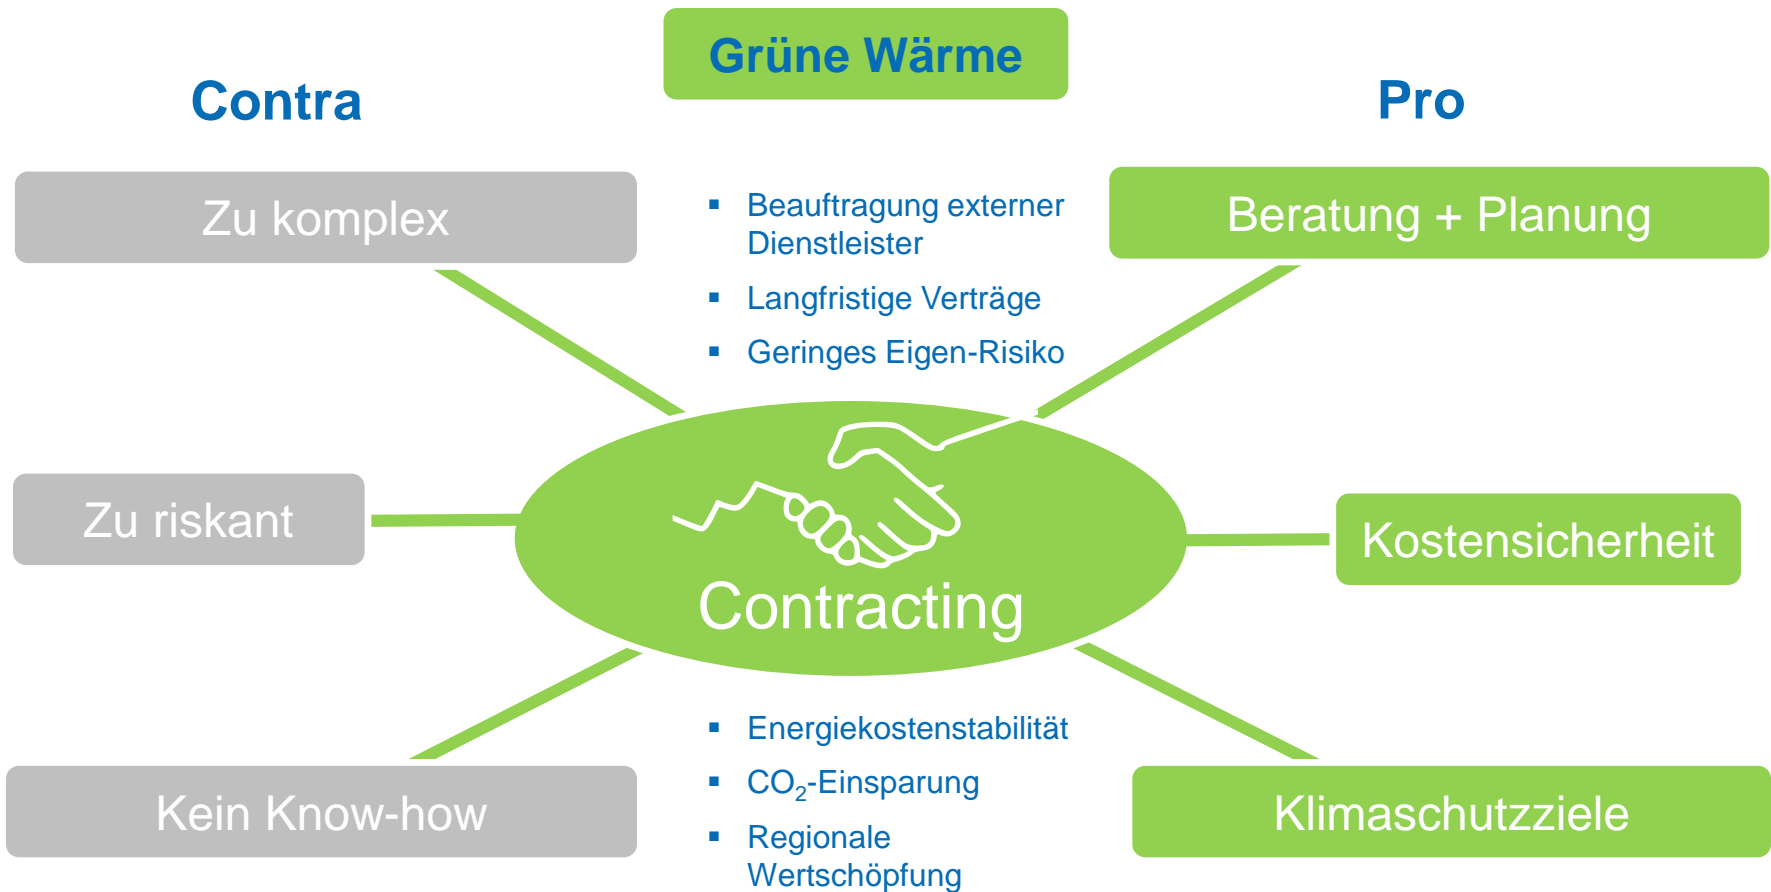 Grüne Wärme
Contra
Pro
Zu komplex
Beauftragung externer
Dienstleister
Langfristige Verträge
Geringes Eigen-Risiko
Beratung + Planung
Zu riskant
Contracting
Kostensicherheit
Kein Know-how
Energiekostenstabilität
CO₂-Einsparung
Regionale
Wertschöpfung
Klimaschutzziele